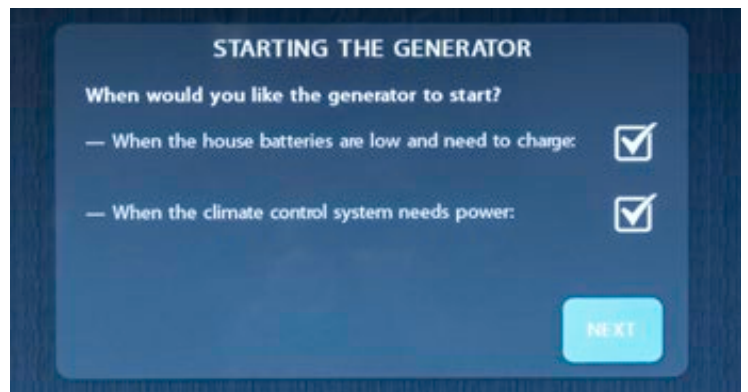 STARTING THE GENERATOR
When would you like the generator to start?
— When the house batteries are low and need to charge:
— When the climate control system needs power:
NEXT